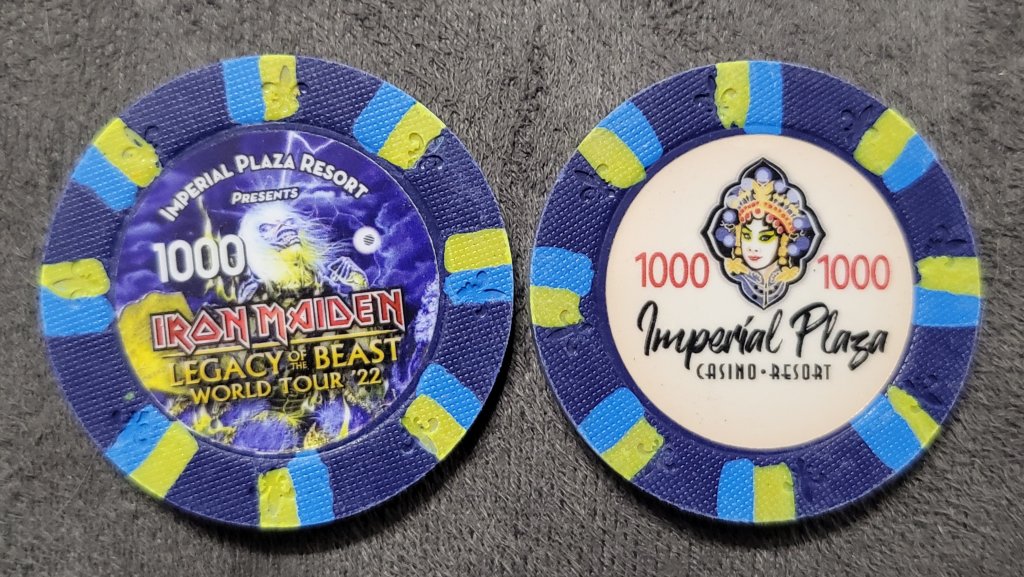 IMPERIAL PLAZA RESORT
PRESENTS
1000
IRON MAIDEN
LEGACY OF THE BEAST
WORLD TOUR '22
1000 1000
Imperial Plaza
CASINO • RESORT